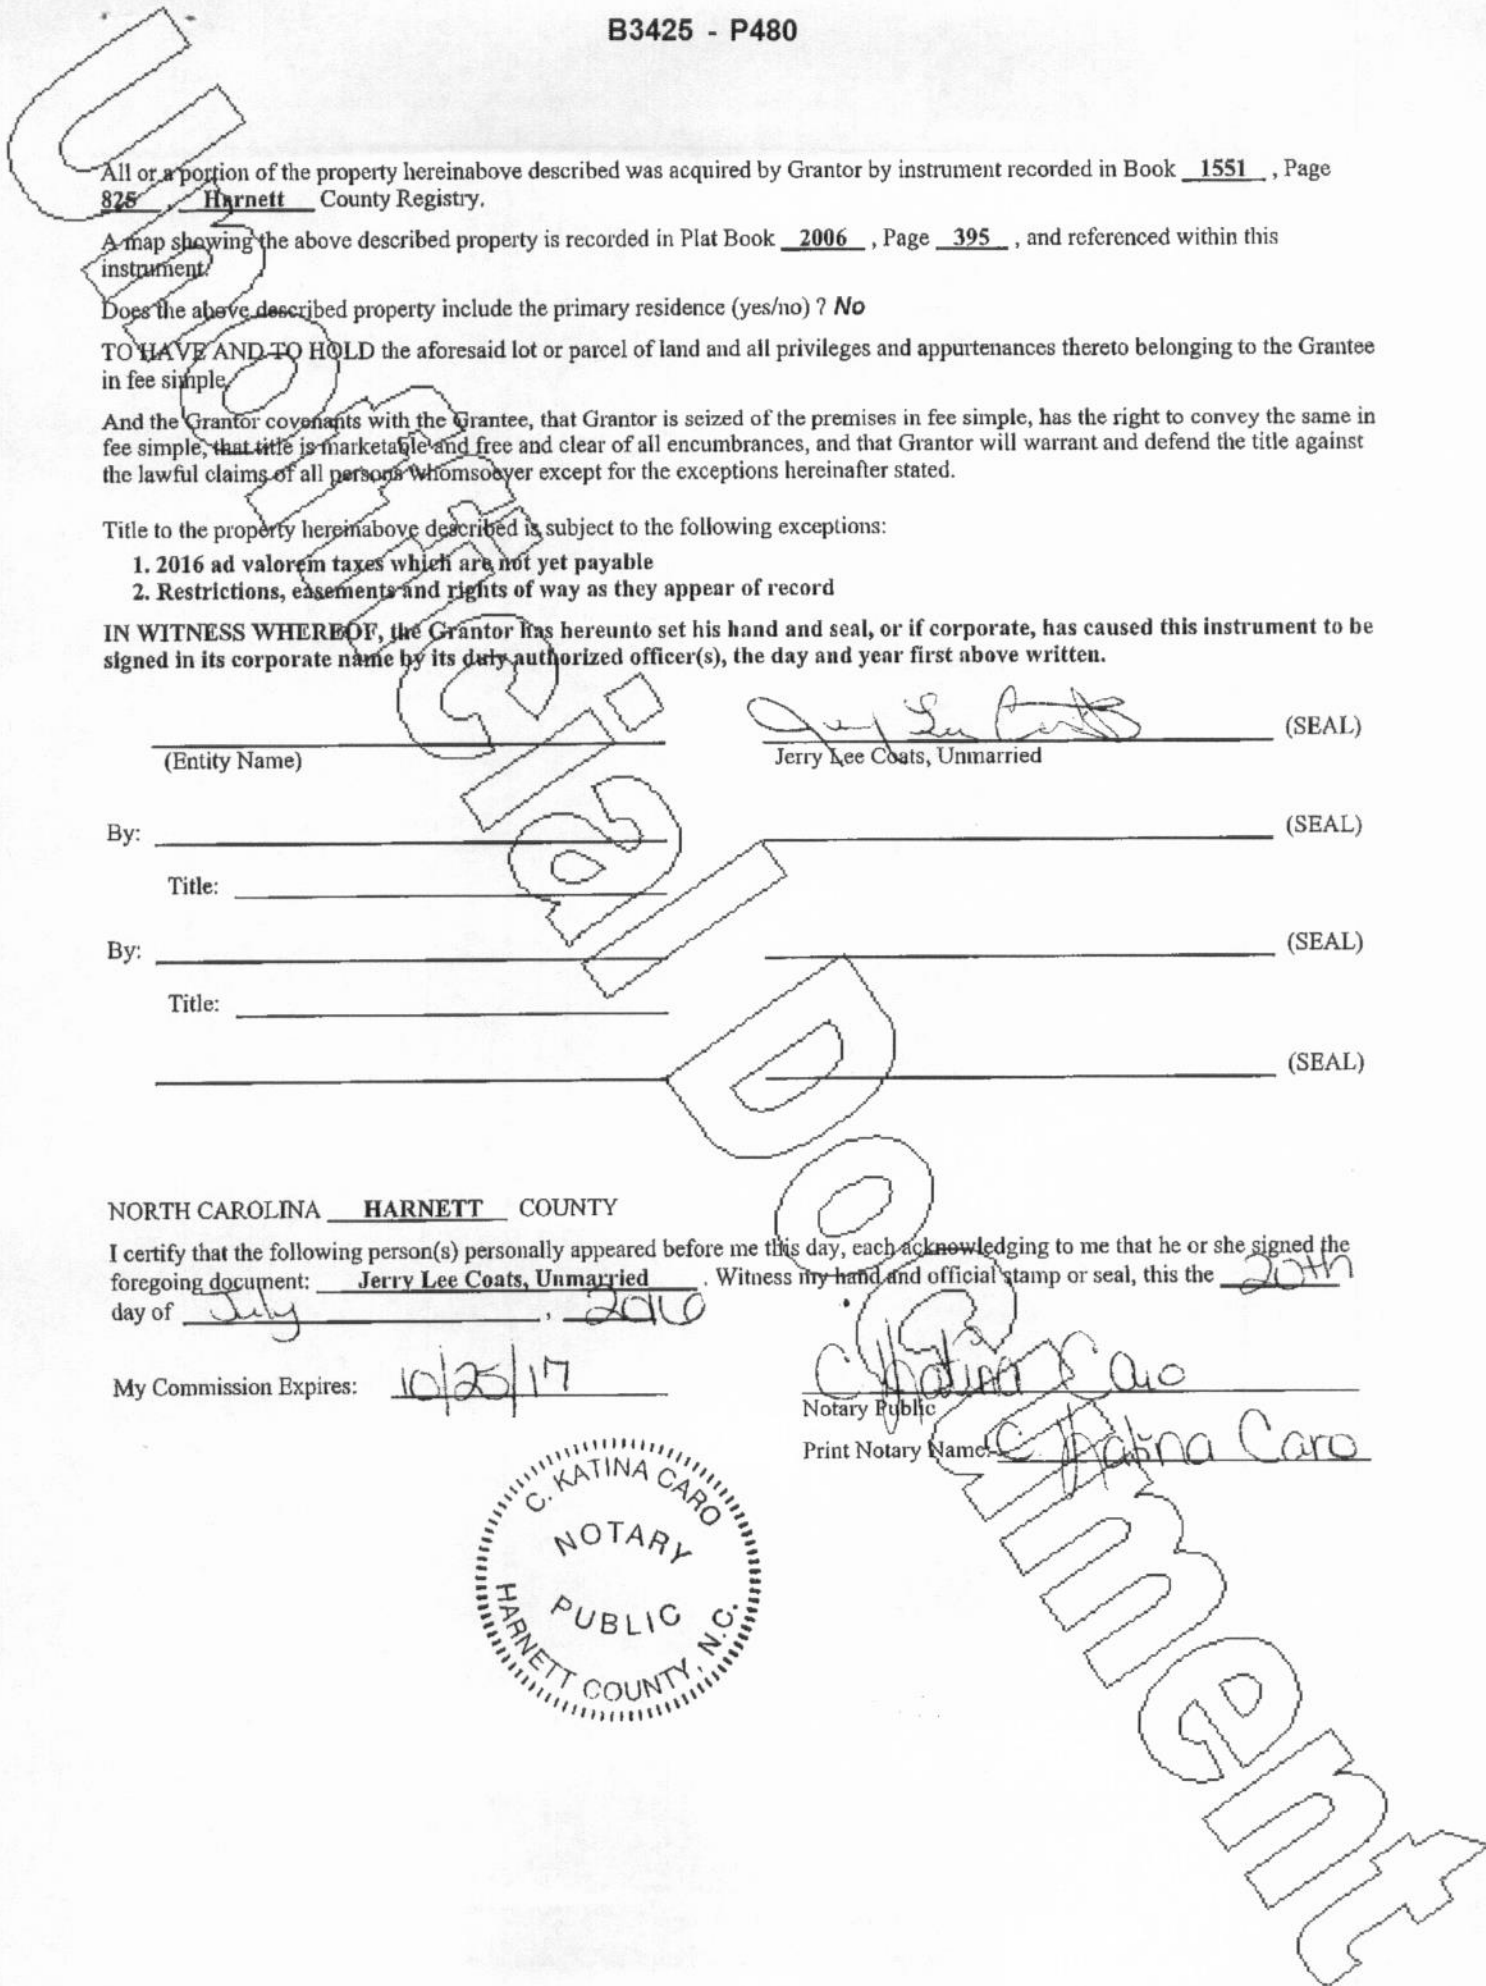 B3425 - P480
All or a portion of the property hereinabove described was acquired by Grantor by instrument recorded in Book 1551 , Page
825 , Harnett County Registry.
A map showing the above described property is recorded in Plat Book 2006 , Page 395 , and referenced within this
instrument.
Does the above described property include the primary residence (yes/no) ? No
TO HAVE AND TO HOLD the aforesaid lot or parcel of land and all privileges and appurtenances thereto belonging to the Grantee
in fee simple.
And the Grantor covenants with the Grantee, that Grantor is seized of the premises in fee simple, has the right to convey the same in
fee simple, that title is marketable and free and clear of all encumbrances, and that Grantor will warrant and defend the title against
the lawful claims of all persons whomsoever except for the exceptions hereinafter stated.
Title to the property hereinabove described is subject to the following exceptions:
1. 2016 ad valorem taxes which are not yet payable
2. Restrictions, easements and rights of way as they appear of record
IN WITNESS WHEREOF, the Grantor has hereunto set his hand and seal, or if corporate, has caused this instrument to be
signed in its corporate name by its duly authorized officer(s), the day and year first above written.
Jerry Lee Coats (SEAL)
(Entity Name) Jerry Lee Coats, Unmarried
By: (SEAL)
Title:
By: (SEAL)
Title:
(SEAL)
NORTH CAROLINA HARNETT COUNTY
I certify that the following person(s) personally appeared before me this day, each acknowledging to me that he or she signed the
foregoing document: Jerry Lee Coats, Unmarried . Witness my hand and official stamp or seal, this the 20th
day of July , 2016
My Commission Expires: 10/25/17 C Katina Caro
Notary Public
Print Notary Name: C. Katina Caro
C. KATINA CARO
NOTARY
PUBLIC
HARNETT COUNTY, N.C.
Unofficial Document